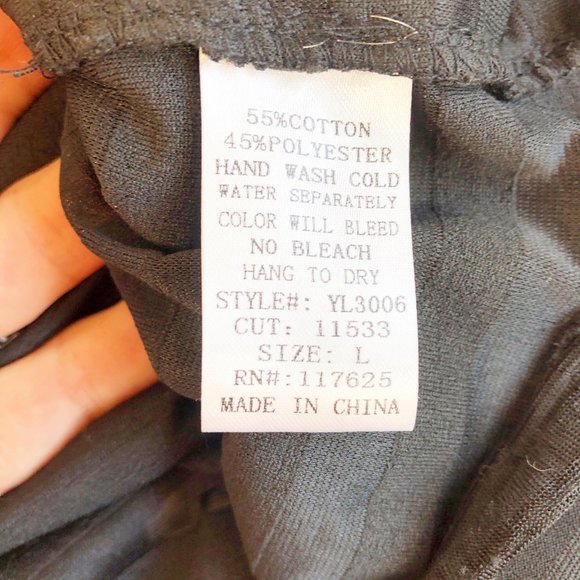 55%COTTON
45%POLYESTER
HAND WASH COLD
WATER SEPARATELY
COLOR WILL BLEED
NO BLEACH
HANG TO DRY
STYLE#: YL3006
CUT: 11533
SIZE: L
RN#:117625
MADE IN CHINA